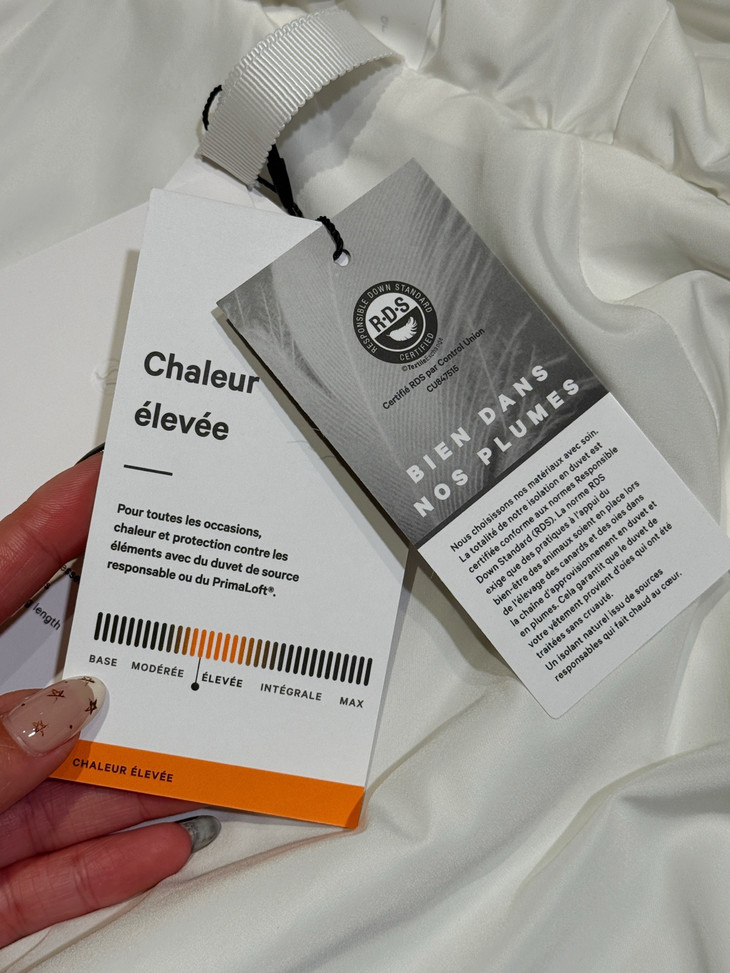 Chaleur
élevée
Pour toutes les occasions,
chaleur et protection contre les
éléments avec du duvet de source
responsable ou du PrimaLoft®.
BASE MODÉRÉE ÉLEVÉE INTÉGRALE MAX
CHALEUR ÉLEVÉE
RESPONSIBLE DOWN STANDARD
R·D·S
CERTIFIED
Certifié RDS par Control Union
CU847515
BIEN DANS
NOS PLUMES
Nous choisissons nos matériaux avec soin.
La totalité de notre isolation en duvet est
certifiée conforme aux normes Responsible
Down Standard (RDS). La norme RDS
exige que des pratiques à l'appui du
bien-être des animaux soient en place lors
de l'élevage des canards et des oies dans
la chaîne d'approvisionnement en duvet et
en plumes. Cela garantit que le duvet de
votre vêtement provient d'oies qui ont été
traitées sans cruauté.
Un isolant naturel issu de sources
responsables qui fait chaud au cœur.
length